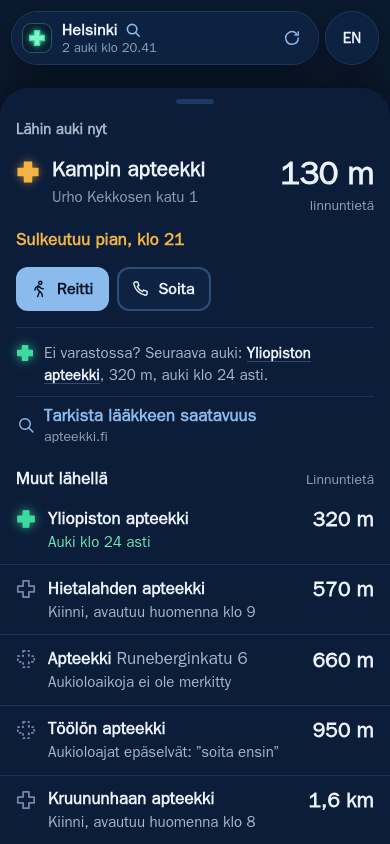 Helsinki
2 auki klo 20.41
EN
Lähin auki nyt
Kampin apteekki
130 m
Urho Kekkosen katu 1
linnuntietä
Sulkeutuu pian, klo 21
Reitti
Soita
Ei varastossa? Seuraava auki: Yliopiston
apteekki, 320 m, auki klo 24 asti.
Tarkista lääkkeen saatavuus
apteekki.fi
Muut lähellä
Linnuntietä
Yliopiston apteekki
320 m
Auki klo 24 asti
Hietalahden apteekki
570 m
Kiinni, avautuu huomenna klo 9
Apteekki Runeberginkatu 6
660 m
Aukioloaikoja ei ole merkitty
Töölön apteekki
950 m
Aukioloajat epäselvät: ”soita ensin”
Kruununhaan apteekki
1,6 km
Kiinni, avautuu huomenna klo 8